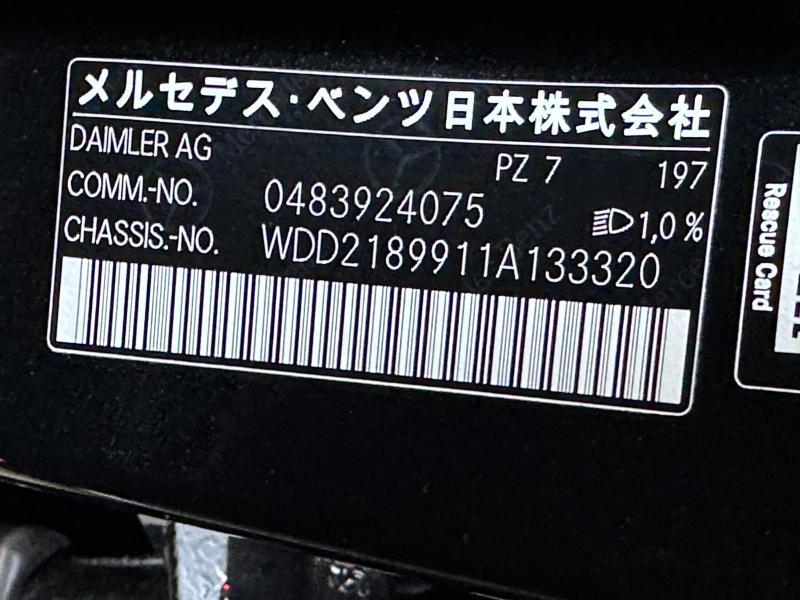 メルセデス・ベンツ日本株式会社
DAIMLER AG
PZ 7 197
COMM.-NO. 0483924075
1,0 %
CHASSIS.-NO. WDD2189911A133320
Rescue Card